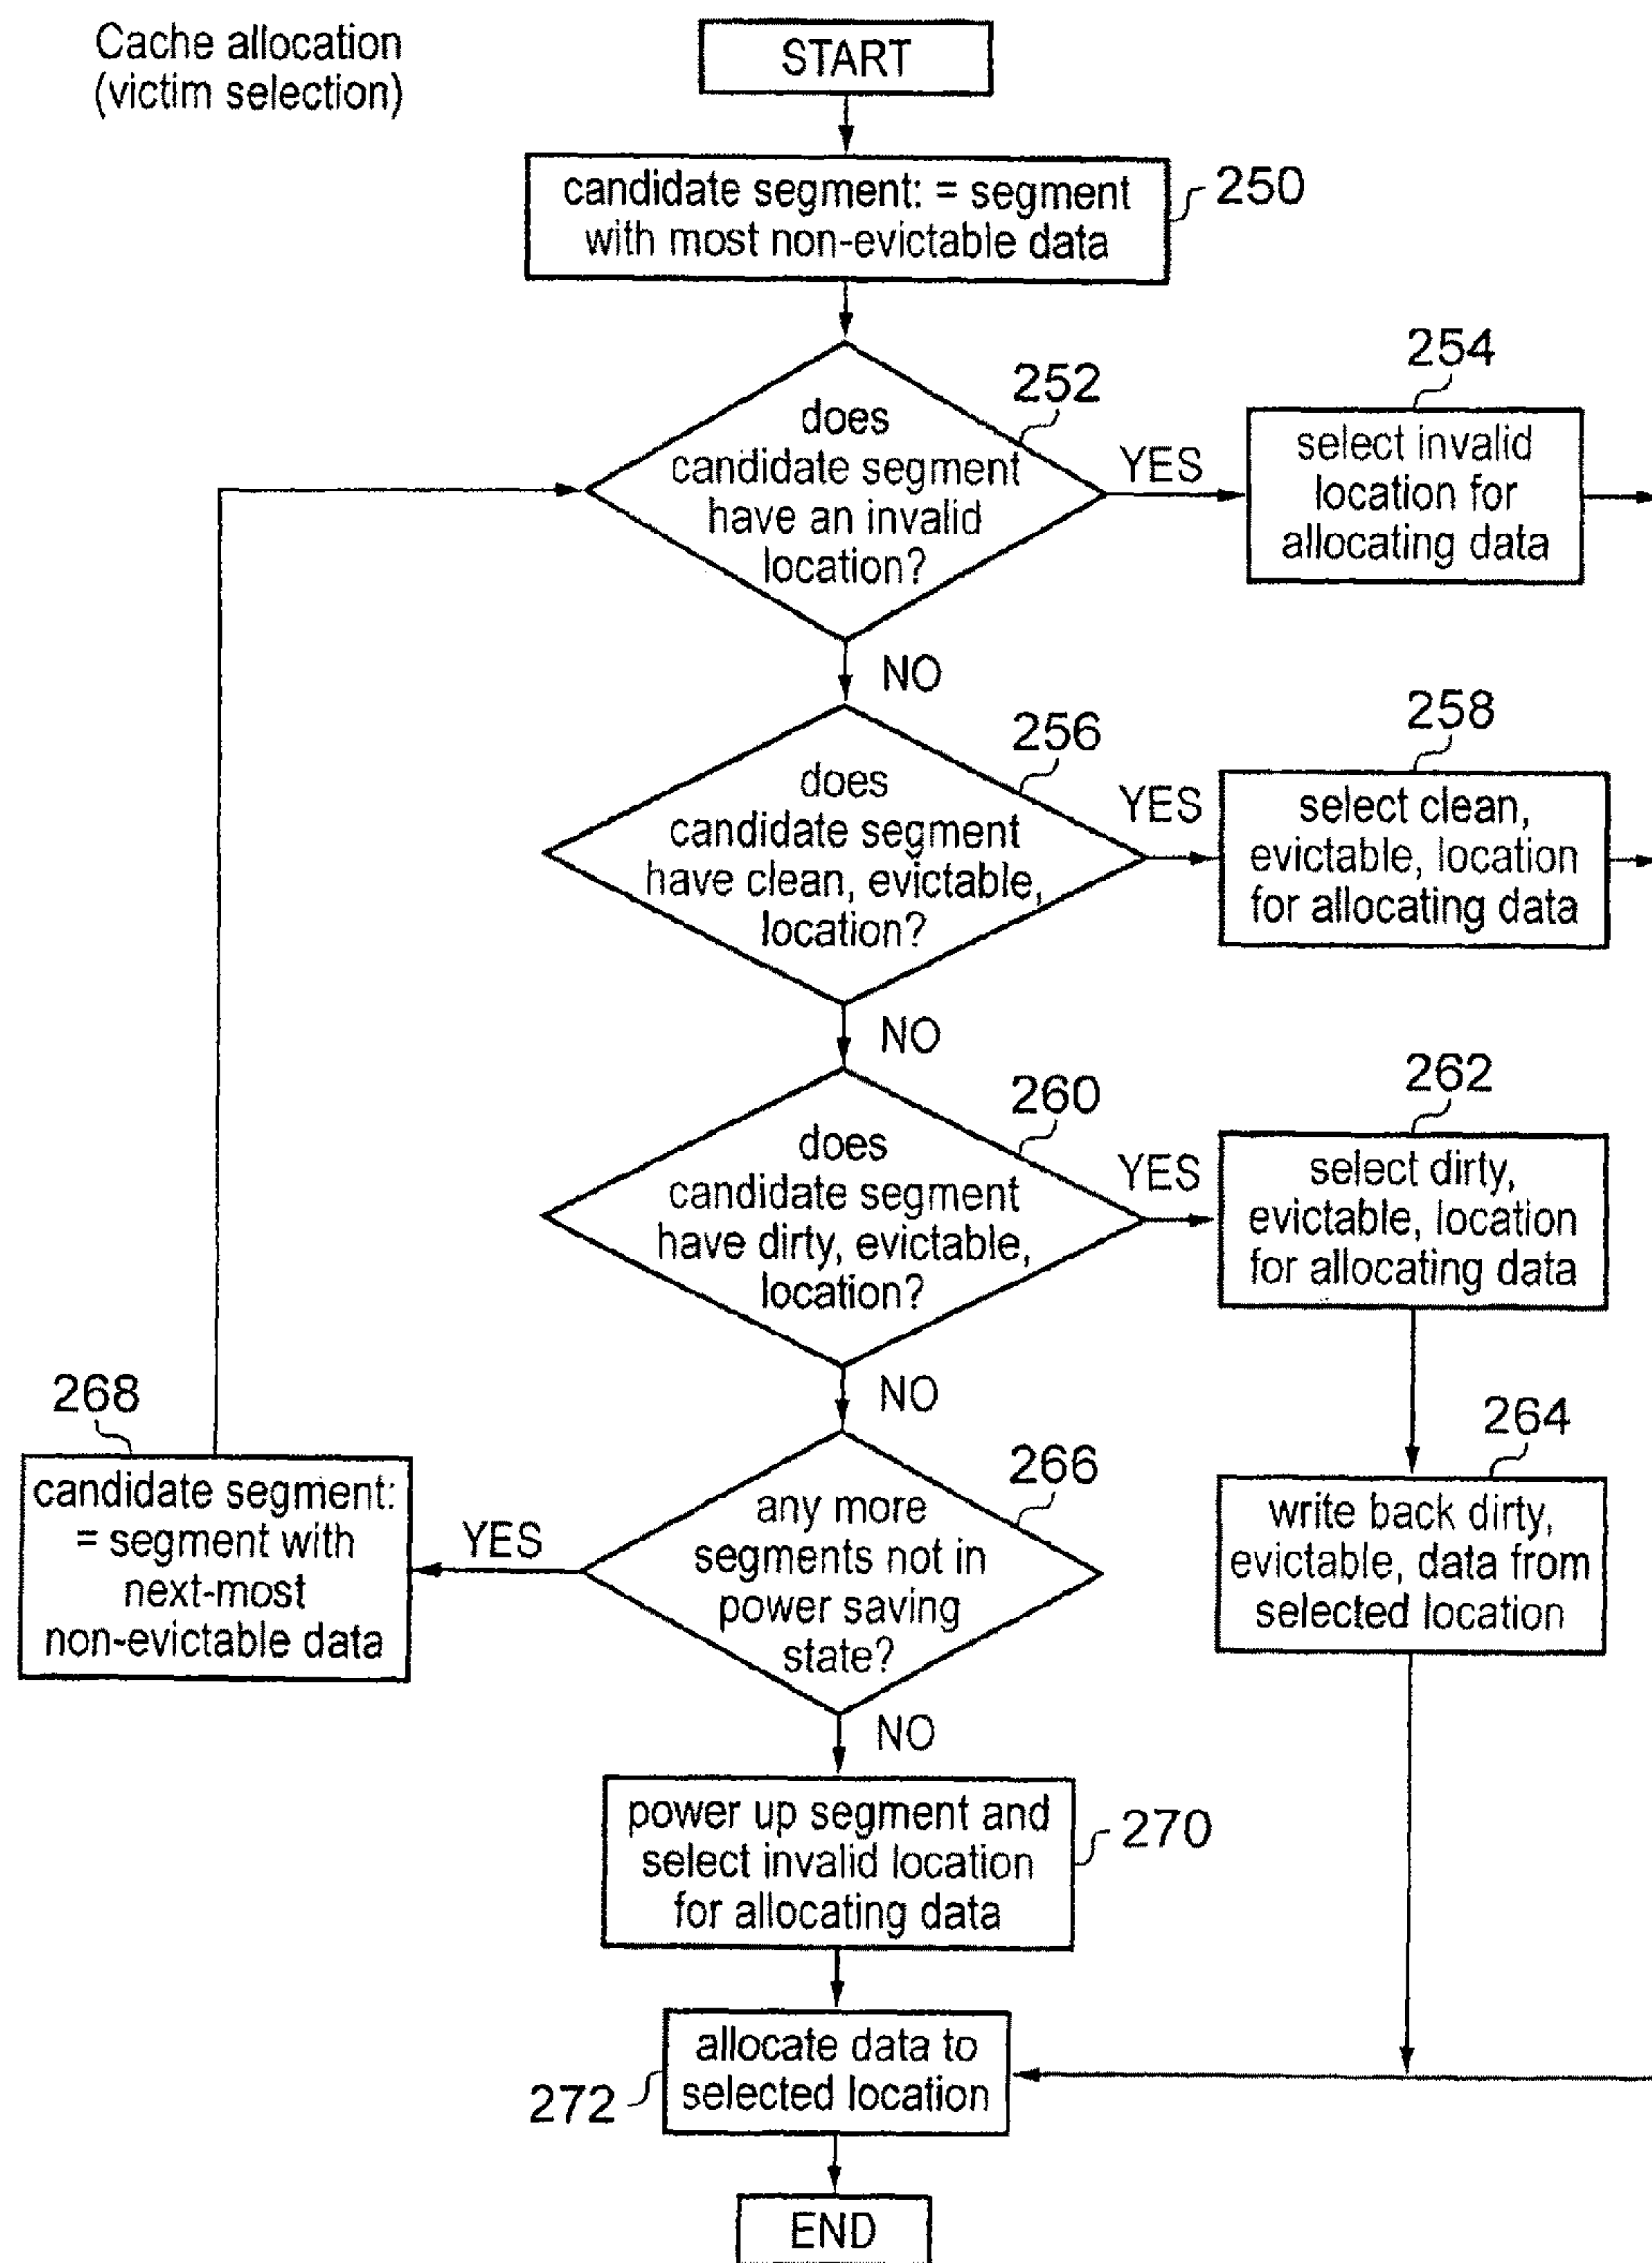 Cache allocation
(victim selection)
START
candidate segment: = segment
with most non-evictable data
250
does
candidate segment
have an invalid
location?
252
YES
254
select invalid
location for
allocating data
NO
does
candidate segment
have clean, evictable,
location?
256
YES
258
select clean,
evictable, location
for allocating data
NO
does
candidate segment
have dirty, evictable,
location?
260
YES
262
select dirty,
evictable, location
for allocating data
NO
264
write back dirty,
evictable, data from
selected location
any more
segments not in
power saving
state?
266
YES
268
candidate segment:
= segment with
next-most
non-evictable data
NO
power up segment and
select invalid location
for allocating data
270
allocate data to
selected location
272
END